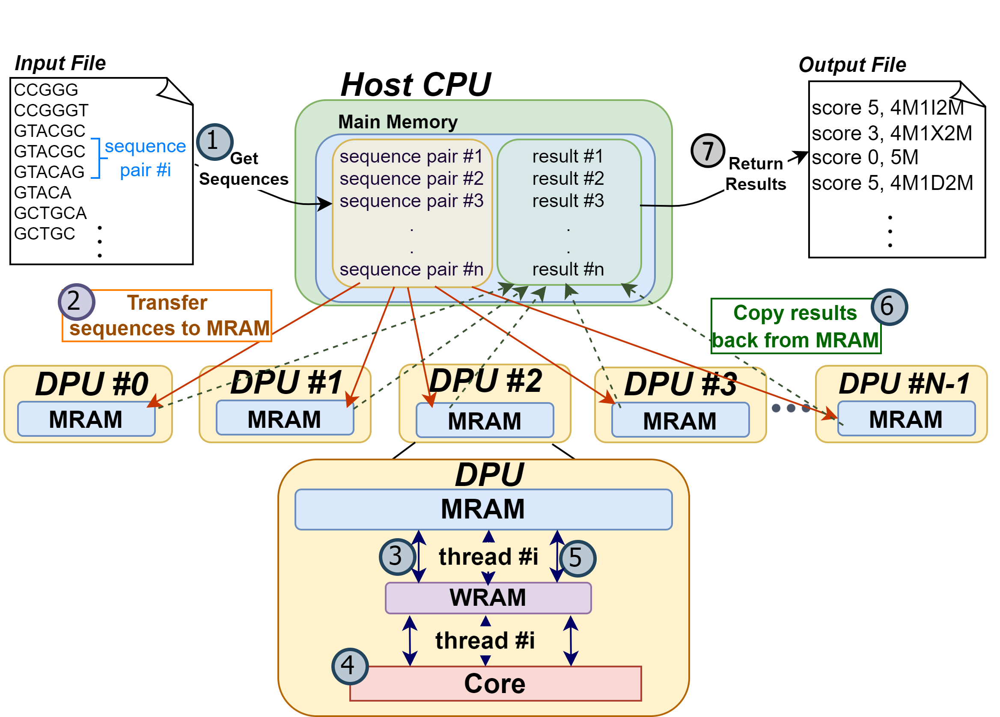 Input File
CCGGG
CCGGGT
GTACGC
GTACGC
GTACAG
GTACA
GCTGCA
GCTGC
sequence
pair #i
1
Get
Sequences
Host CPU
Main Memory
sequence pair #1
sequence pair #2
sequence pair #3
.
.
sequence pair #n
result #1
result #2
result #3
.
.
result #n
7
Return
Results
Output File
score 5, 4M1I2M
score 3, 4M1X2M
score 0, 5M
score 5, 4M1D2M
2
Transfer
sequences to MRAM
6
Copy results
back from MRAM
DPU #0
MRAM
DPU #1
MRAM
DPU #2
MRAM
DPU #3
MRAM
DPU #N-1
MRAM
DPU
MRAM
3
thread #i
5
WRAM
thread #i
4
Core